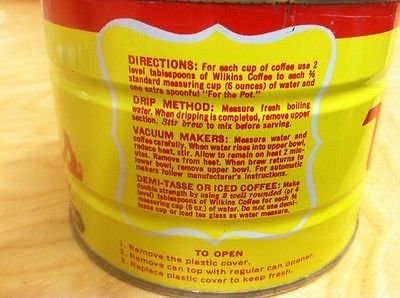 DIRECTIONS: For each cup of coffee use 2
level tablespoons of Wilkins Coffee to each ¾
standard measuring cup (6 ounces) of water and
one extra spoonful "For the Pot."
DRIP METHOD: Measure fresh boiling
water. When dripping is completed, remove upper
section. Stir brew to mix before serving.
VACUUM MAKERS: Measure water and
coffee carefully. When water rises into upper bowl,
reduce heat, stir. Allow to remain on heat 2 min-
utes. Remove from heat. When brew returns to
lower bowl, remove upper bowl. For automatic
makers follow manufacturer's instructions.
DEMI-TASSE OR ICED COFFEE: Make
double strength by using 8 well rounded (or 4
level) tablespoons of Wilkins Coffee for each ¾
measuring cup (6 oz.) of water. Do not use demi-
tasse cup or iced tea glass as water measure.
TO OPEN
1. Remove the plastic cover.
2. Remove can top with regular can opener.
3. Replace plastic cover to keep fresh.